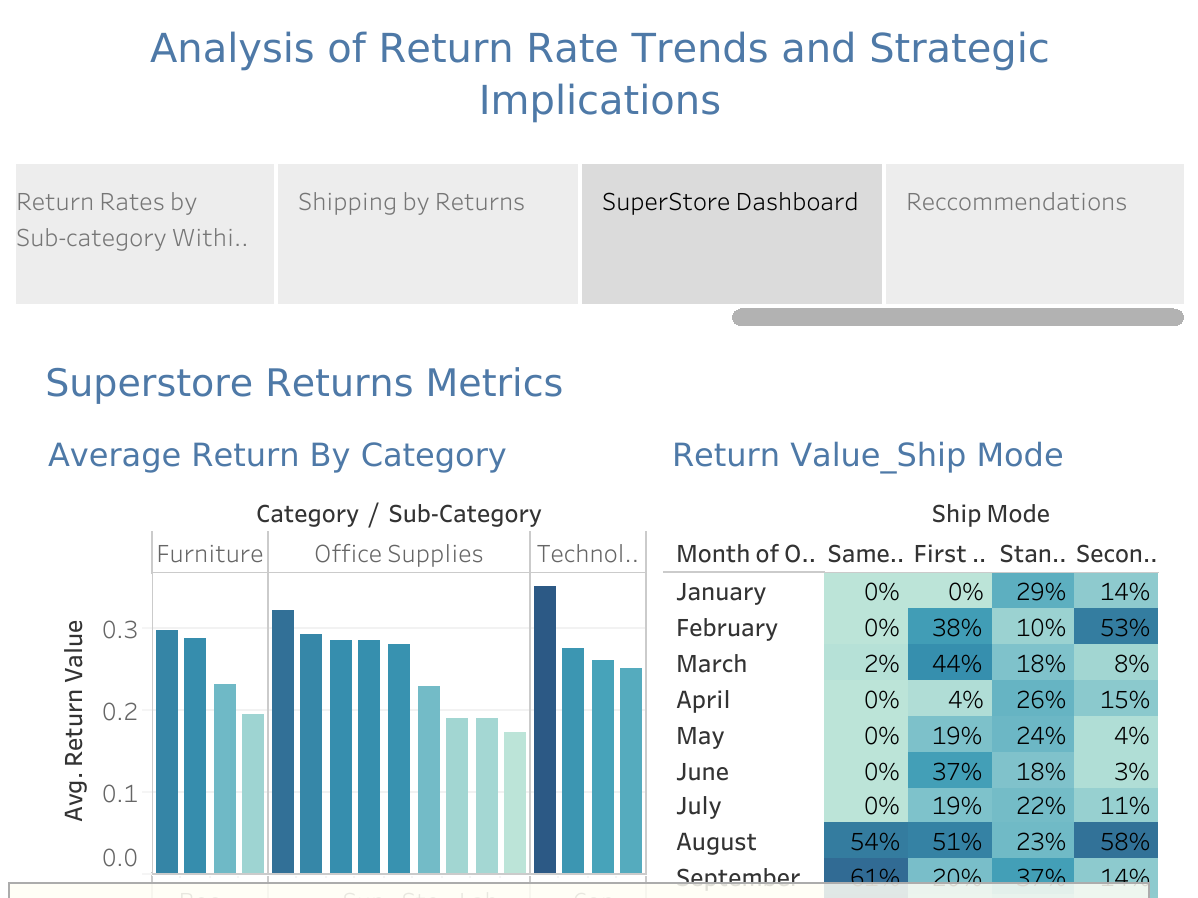 Analysis of Return Rate Trends and Strategic
Implications
Return Rates by
Sub-category Withi..
Shipping by Returns
SuperStore Dashboard
Reccommendations
Superstore Returns Metrics
Average Return By Category
Category / Sub-Category
Furniture Office Supplies Technol..
Avg. Return Value
0.3
0.2
0.1
0.0
Return Value_Ship Mode
Ship Mode
Month of O.. Same.. First .. Stan.. Secon..
January 0% 0% 29% 14%
February 0% 38% 10% 53%
March 2% 44% 18% 8%
April 0% 4% 26% 15%
May 0% 19% 24% 4%
June 0% 37% 18% 3%
July 0% 19% 22% 11%
August 54% 51% 23% 58%
September 61% 20% 37% 14%